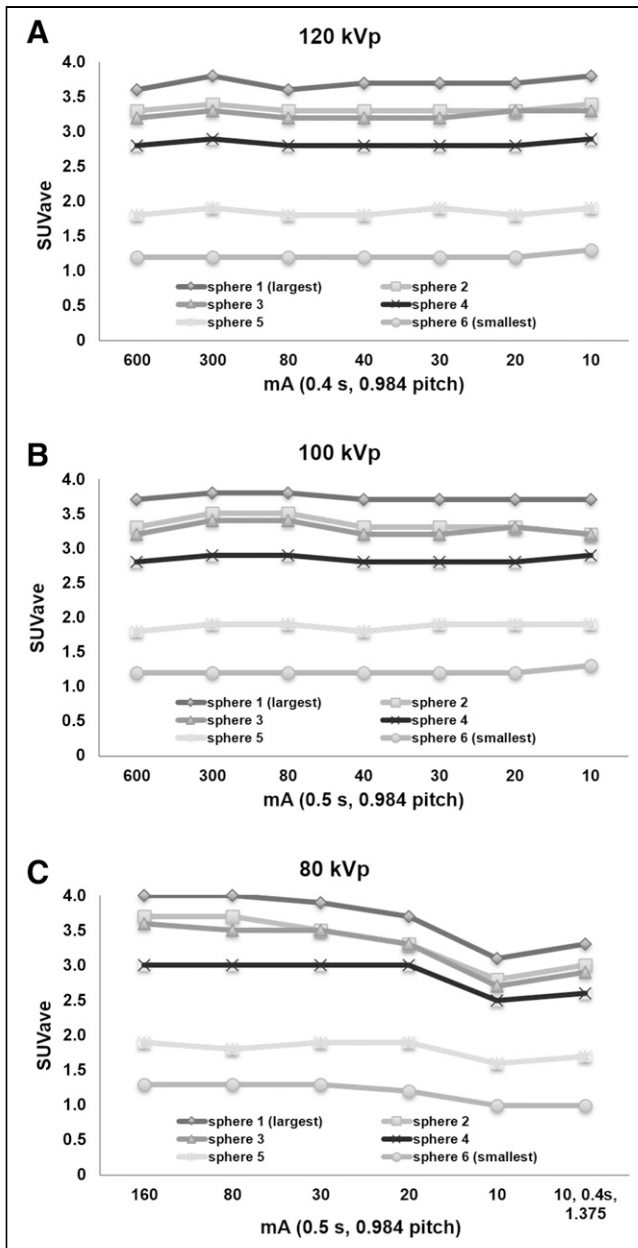 A
120 kVp
4.0
3.5
3.0
2.5
2.0
1.5
1.0
0.5
0
SUVave
sphere 1 (largest) sphere 2
sphere 3 sphere 4
sphere 5 sphere 6 (smallest)
600 300 80 40 30 20 10
mA (0.4 s, 0.984 pitch)
B
100 kVp
4.0
3.5
3.0
2.5
2.0
1.5
1.0
0.5
0
SUVave
sphere 1 (largest) sphere 2
sphere 3 sphere 4
sphere 5 sphere 6 (smallest)
600 300 80 40 30 20 10
mA (0.5 s, 0.984 pitch)
C
80 kVp
4.0
3.5
3.0
2.5
2.0
1.5
1.0
0.5
0
SUVave
sphere 1 (largest) sphere 2
sphere 3 sphere 4
sphere 5 sphere 6 (smallest)
160 80 30 20 10 10, 0.4s,
1.375
mA (0.5 s, 0.984 pitch)